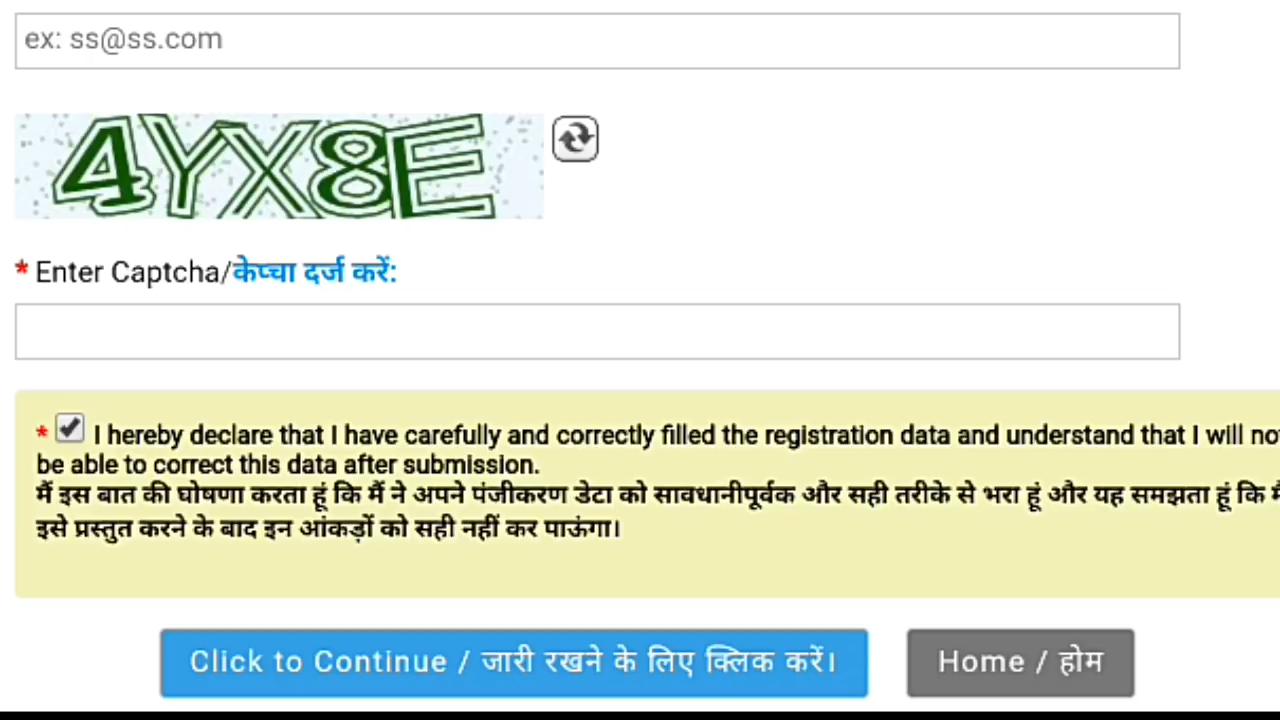 ex: ss@ss.com
* Enter Captcha/केप्चा दर्ज करें:
* I hereby declare that I have carefully and correctly filled the registration data and understand that I will not
be able to correct this data after submission.
मैं इस बात की घोषणा करता हूं कि मैं ने अपने पंजीकरण डेटा को सावधानीपूर्वक और सही तरीके से भरा हूं और यह समझता हूं कि
इसे प्रस्तुत करने के बाद इन आंकड़ों को सही नहीं कर पाऊंगा।
Click to Continue / जारी रखने के लिए क्लिक करें।
Home / होम